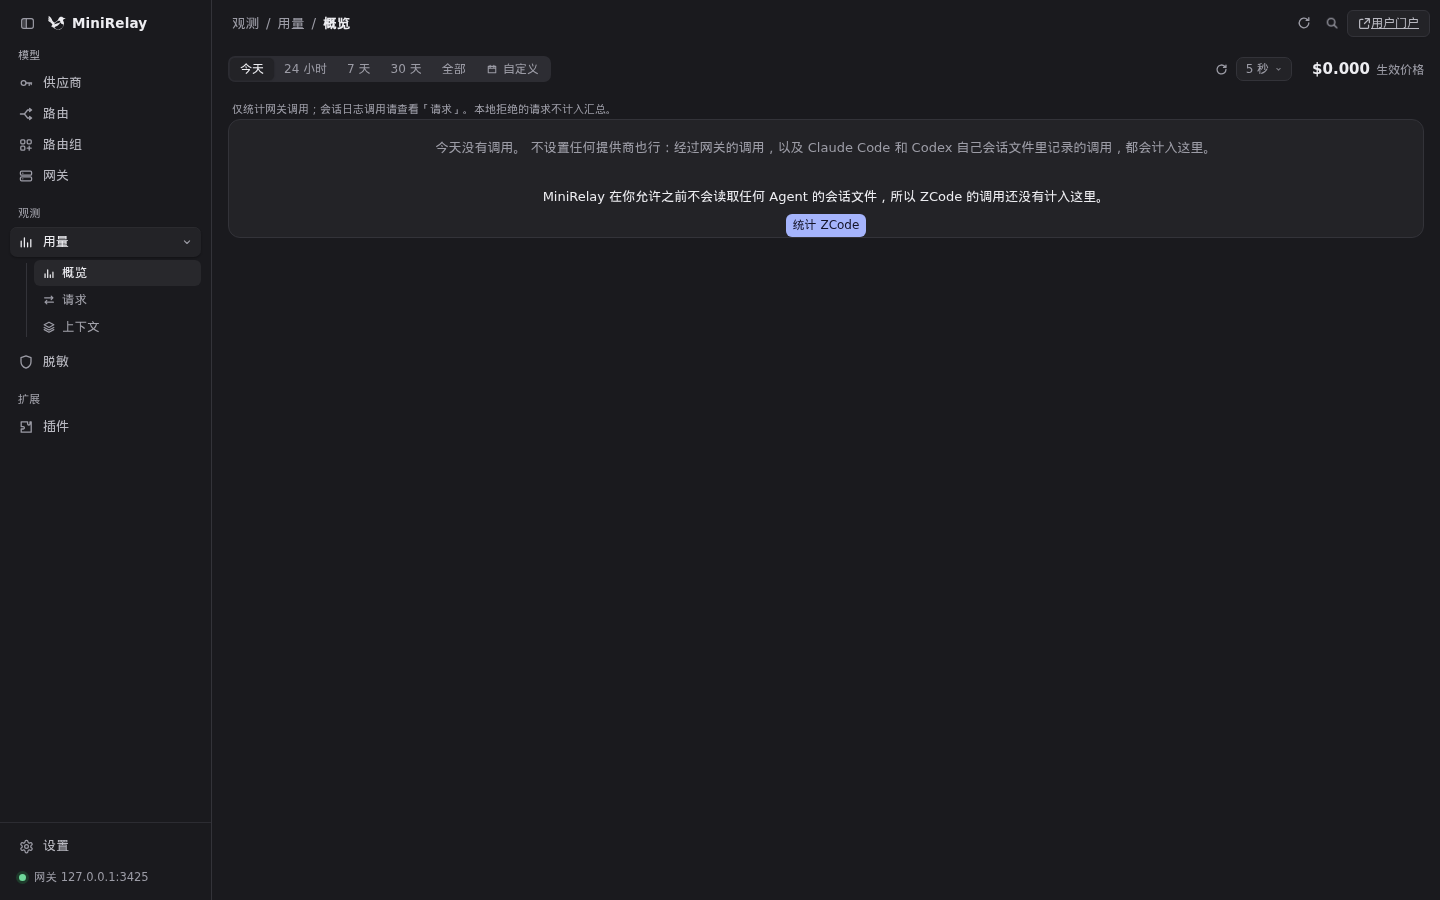 MiniRelay
观测 / 用量 / 概览
用户门户
模型
供应商
路由
路由组
网关
观测
用量
概览
请求
上下文
脱敏
扩展
插件
设置
网关 127.0.0.1:3425
今天 24 小时 7 天 30 天 全部 自定义
5 秒
$0.000 生效价格
仅统计网关调用；会话日志调用请查看「请求」。本地拒绝的请求不计入汇总。
今天没有调用。 不设置任何提供商也行：经过网关的调用，以及 Claude Code 和 Codex 自己会话文件里记录的调用，都会计入这里。
MiniRelay 在你允许之前不会读取任何 Agent 的会话文件，所以 ZCode 的调用还没有计入这里。
统计 ZCode